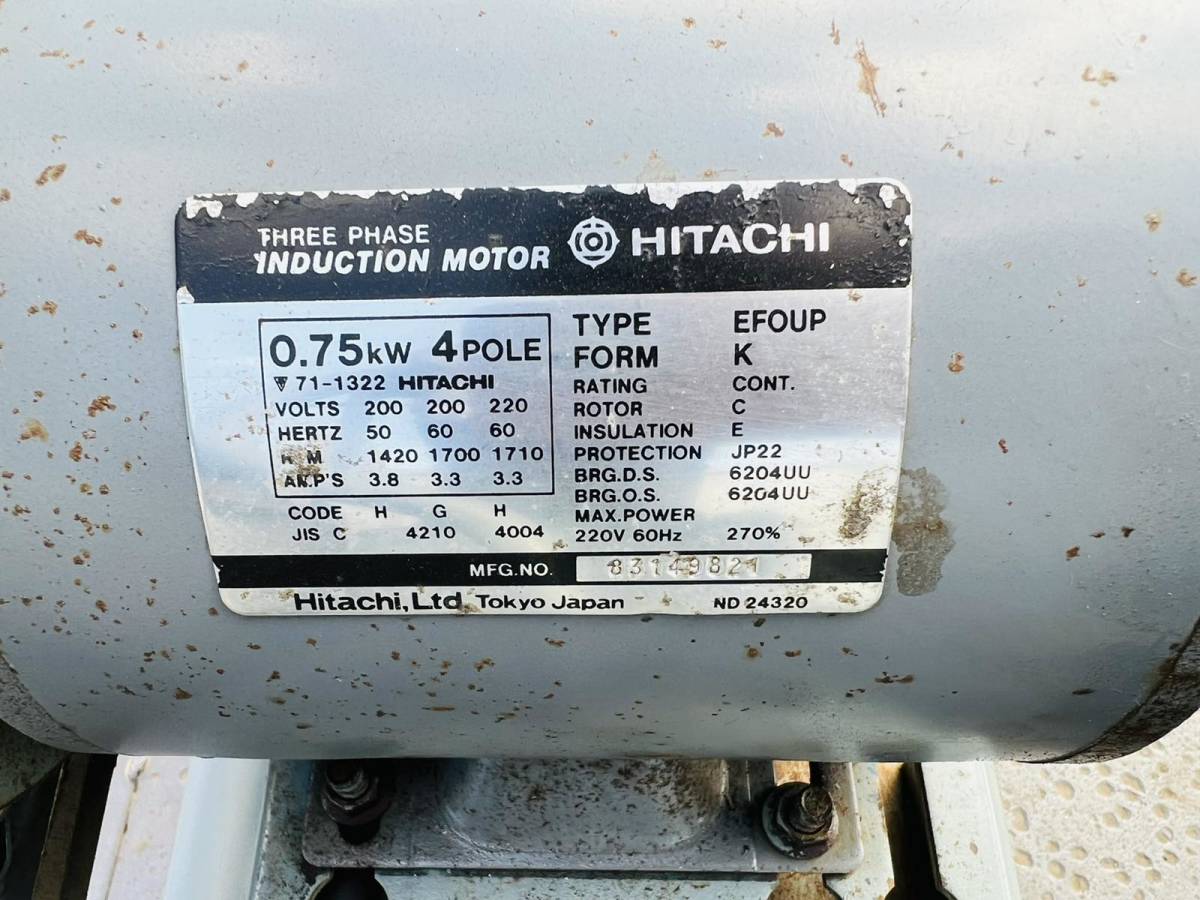 THREE PHASE
INDUCTION MOTOR
HITACHI
0.75kW 4POLE
71-1322 HITACHI
VOLTS 200 200 220
HERTZ 50 60 60
1420 1700 1710
3.8 3.3 3.3
CODE H G H
JIS C 4210 4004
TYPE EFOUP
FORM K
RATING CONT.
ROTOR C
INSULATION E
PROTECTION JP22
BRG.D.S. 6204UU
BRG.O.S. 6204UU
MAX.POWER
220V 60Hz 270%
MFG.NO. 83149821
Hitachi, Ltd. Tokyo Japan ND 24320